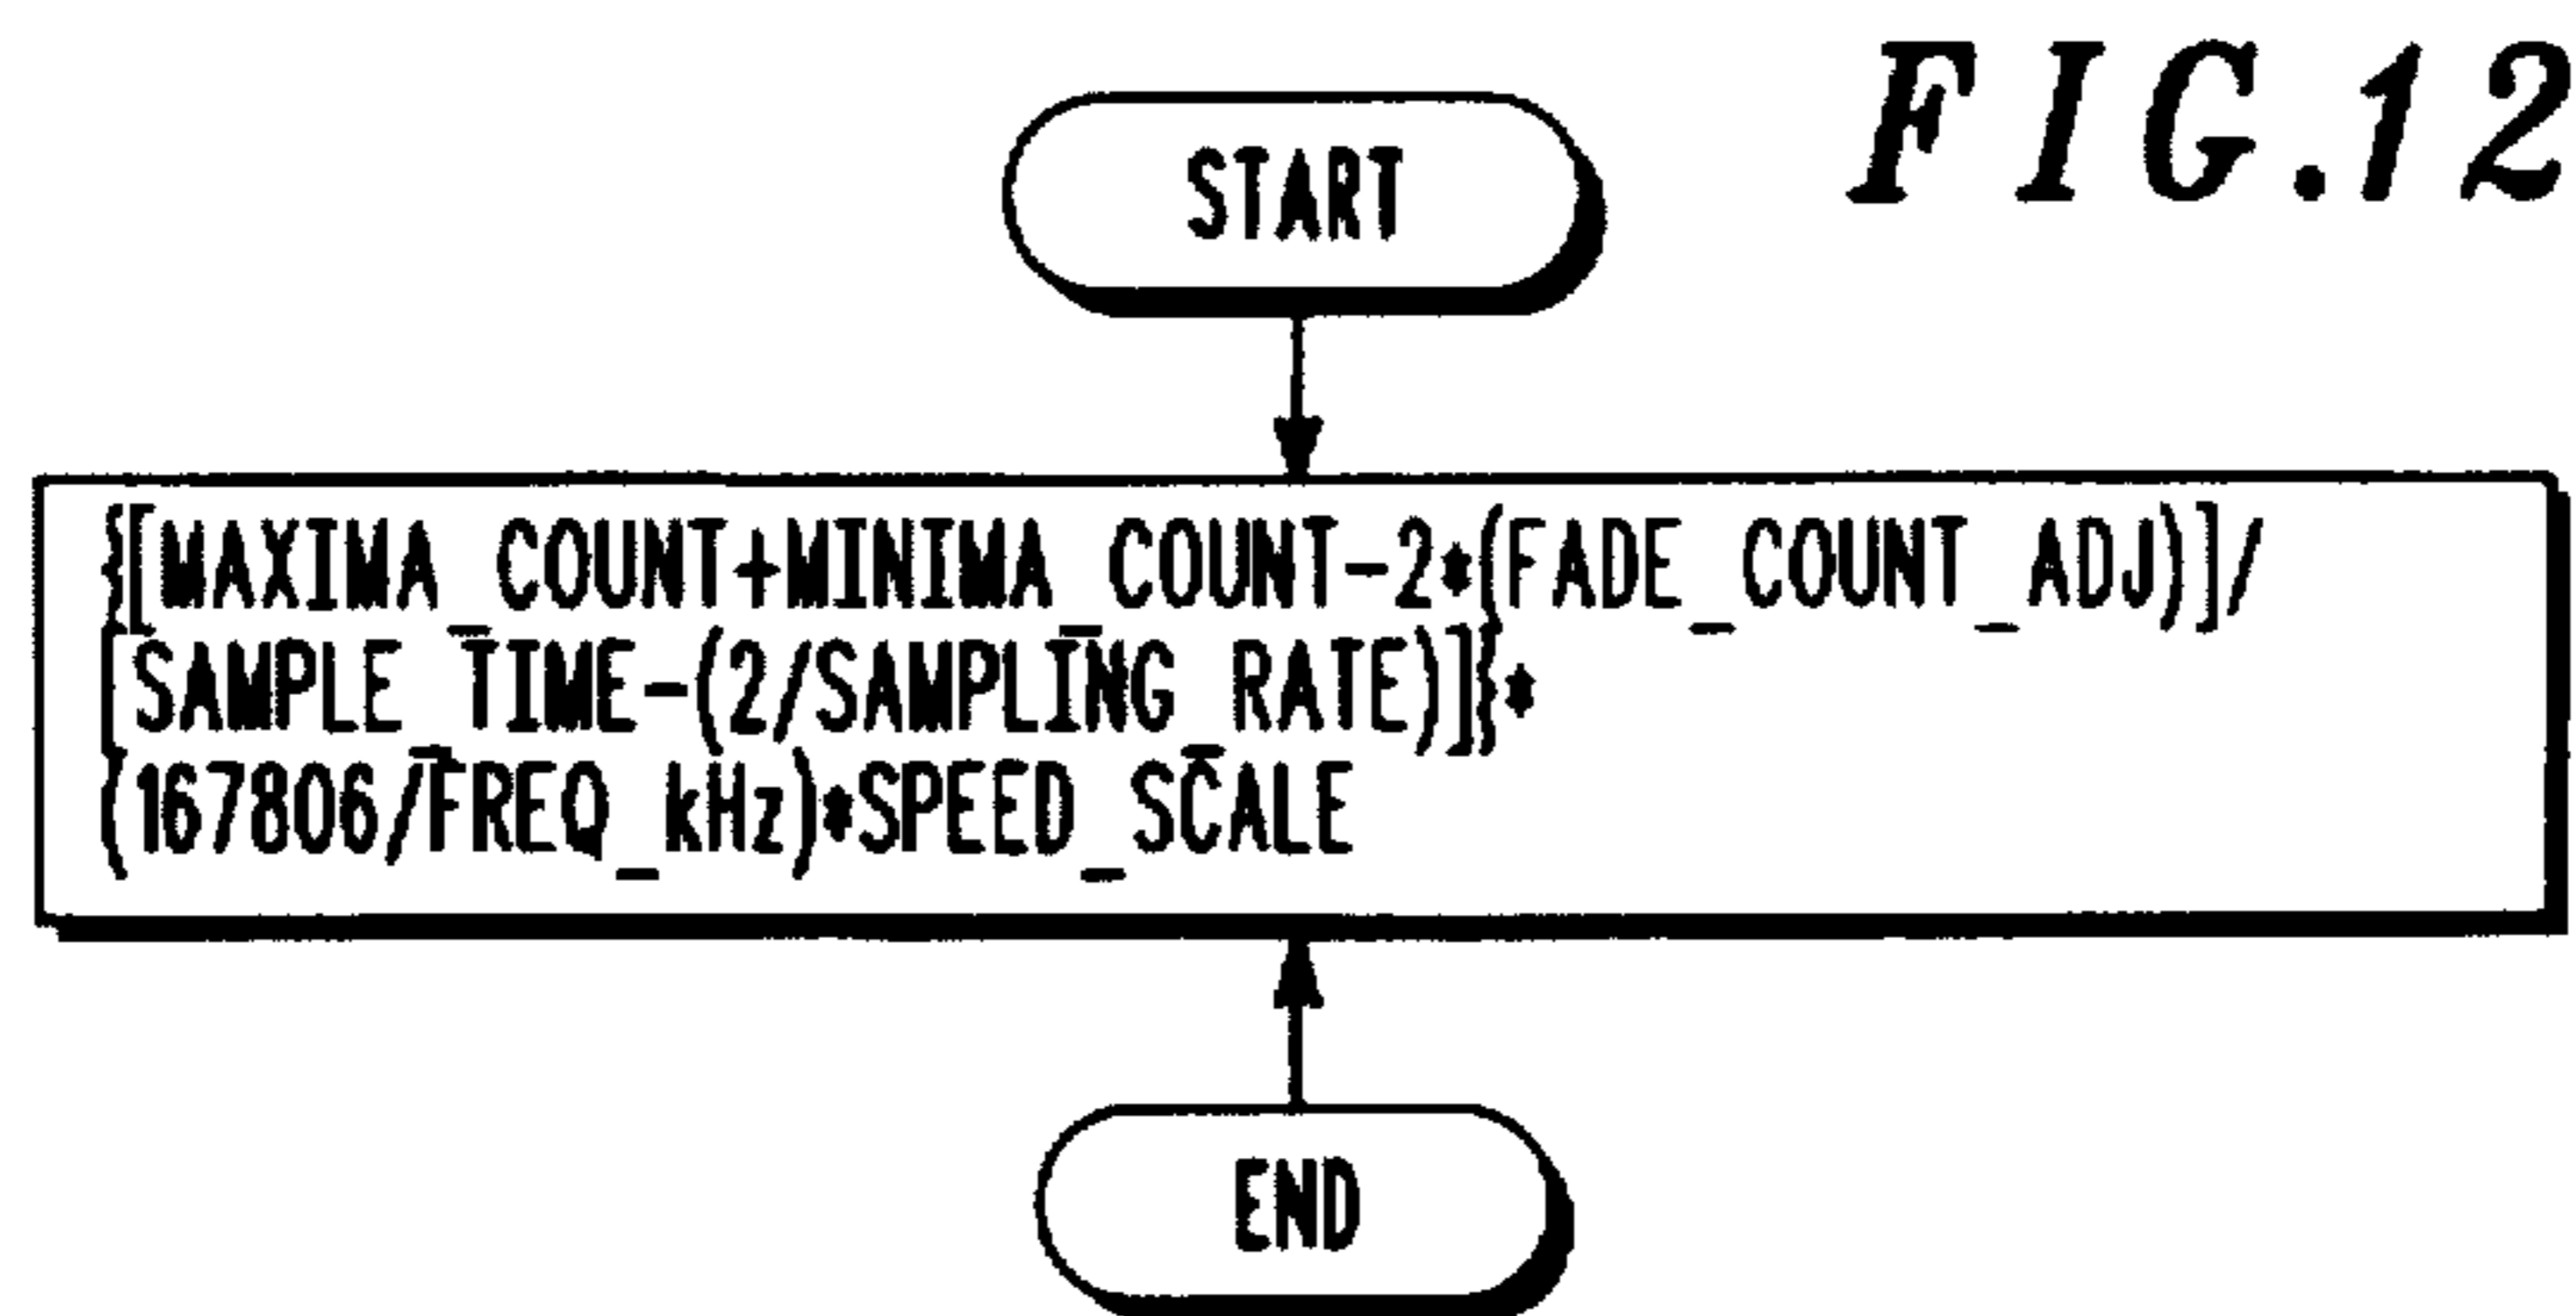 FIG.12
START
{[MAXIMA_COUNT+MINIMA_COUNT-2*(FADE_COUNT_ADJ)]/
[SAMPLE_TIME-(2/SAMPLING_RATE)]}*
(167806/FREQ_kHz)*SPEED_SCALE
END